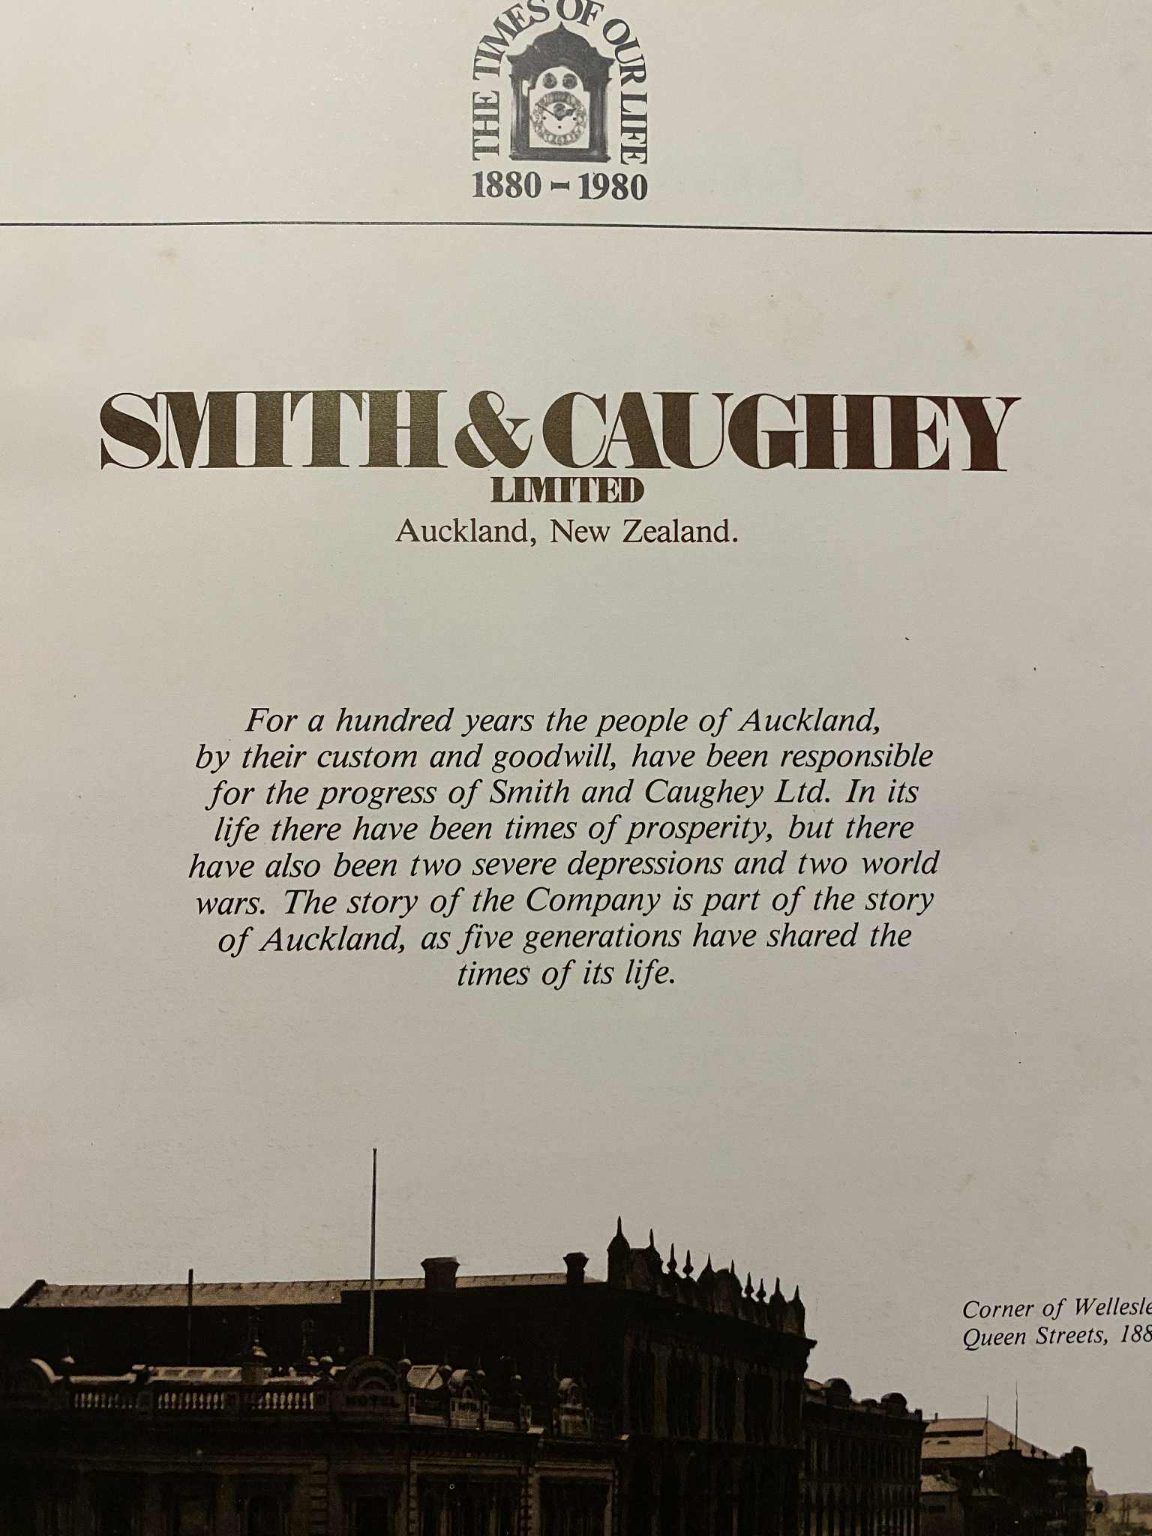 THE TIMES OF OUR LIFE
1880-1980
SMITH & CAUGHEY
LIMITED
Auckland, New Zealand.
For a hundred years the people of Auckland,
by their custom and goodwill, have been responsible
for the progress of Smith and Caughey Ltd. In its
life there have been times of prosperity, but there
have also been two severe depressions and two world
wars. The story of the Company is part of the story
of Auckland, as five generations have shared the
times of its life.
Corner of
Queen Streets,
HOTEL